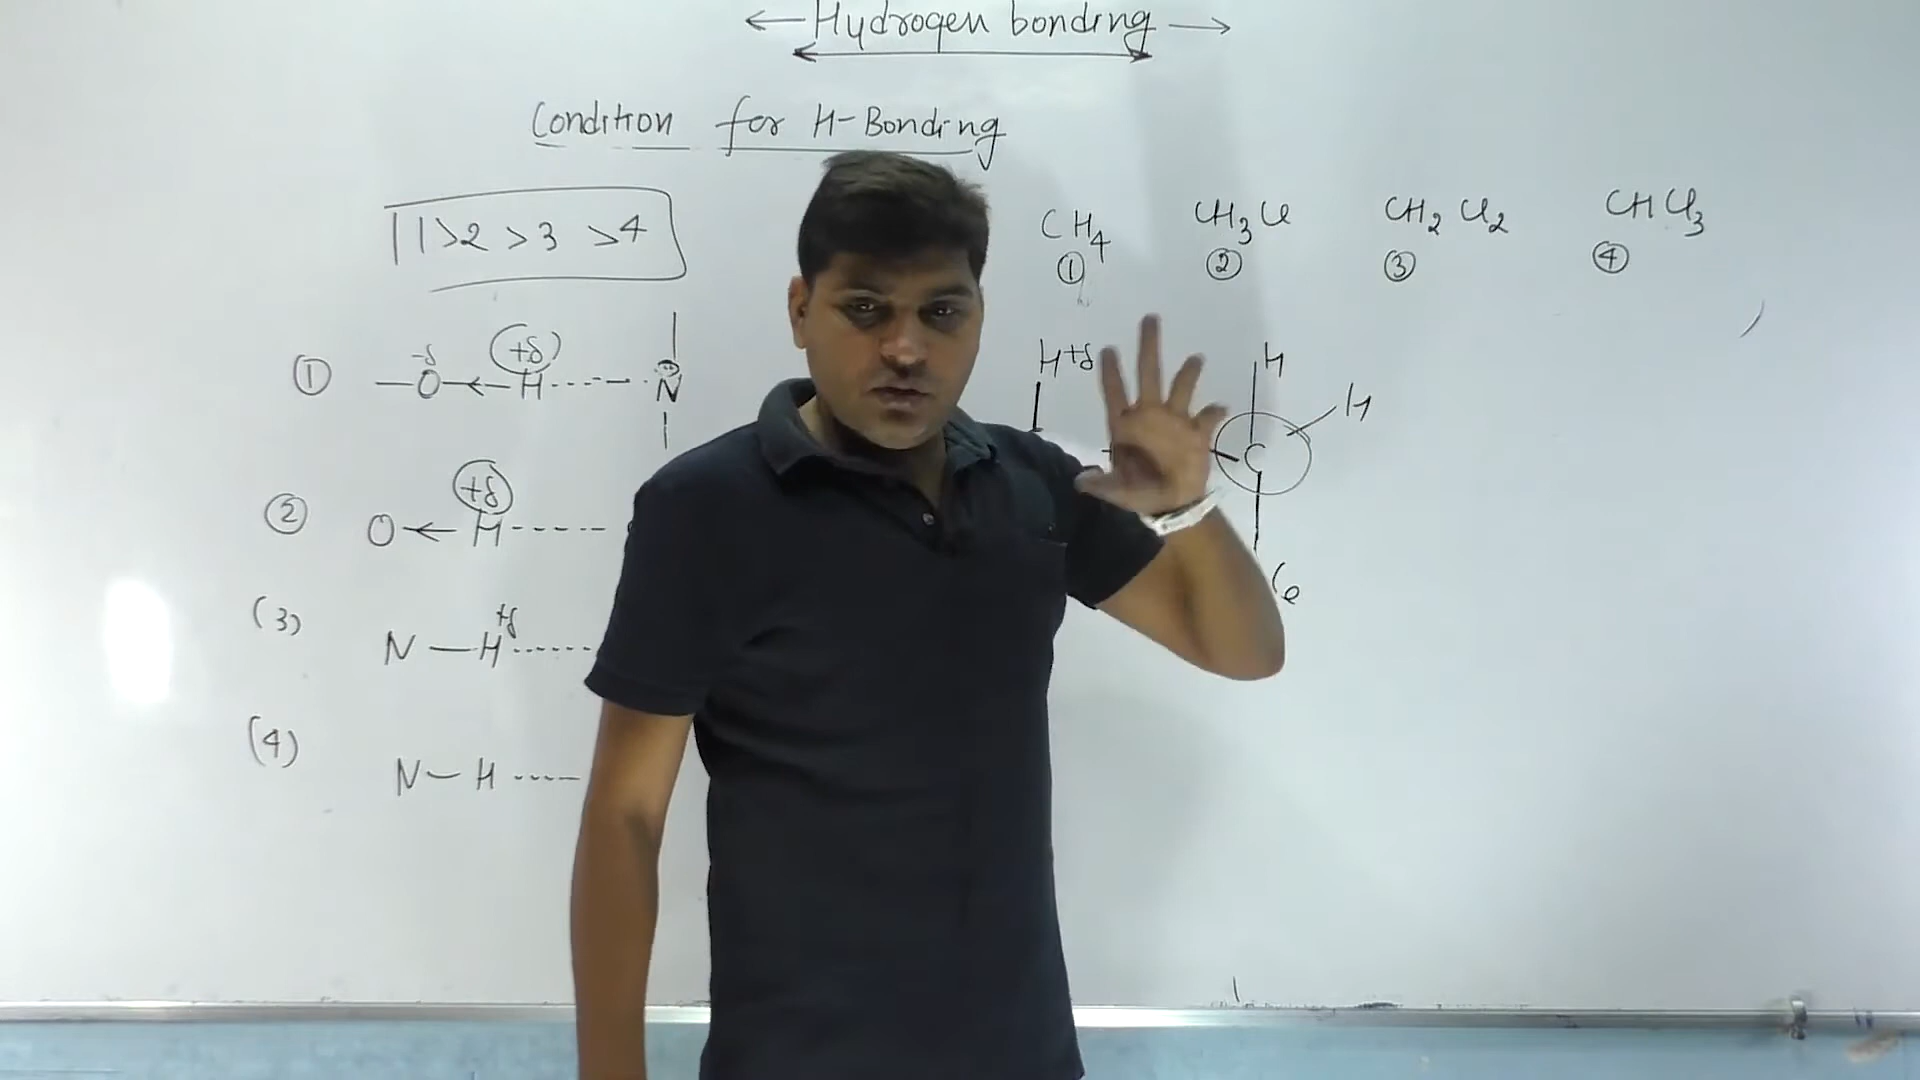 ← Hydrogen bonding →
Condition for H-Bonding
1 > 2 > 3 > 4
CH4 CH3Cl CH2Cl2 CHCl3
① ② ③ ④
① -δ +δ
—O←H-----N
② +δ
O←H----
(3) +δ
N—H------
(4) N—H----
H+δ
H
H
C
Cl